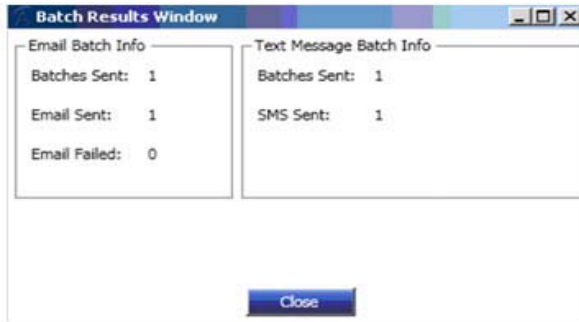 Batch Results Window
Email Batch Info
Batches Sent: 1
Email Sent: 1
Email Failed: 0
Text Message Batch Info
Batches Sent: 1
SMS Sent: 1
Close